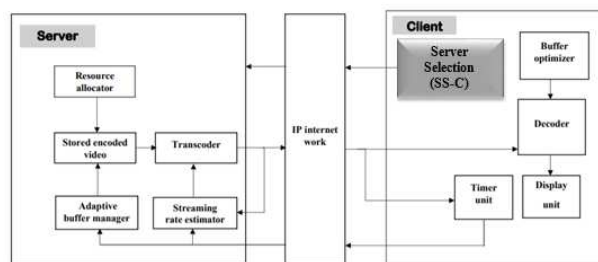 Server
Resource
allocator
Stored encoded
video
Transcoder
Adaptive
buffer manager
Streaming
rate estimator
IP internet
work
Client
Server
Selection
(SS-C)
Buffer
optimizer
Decoder
Timer
unit
Display
unit